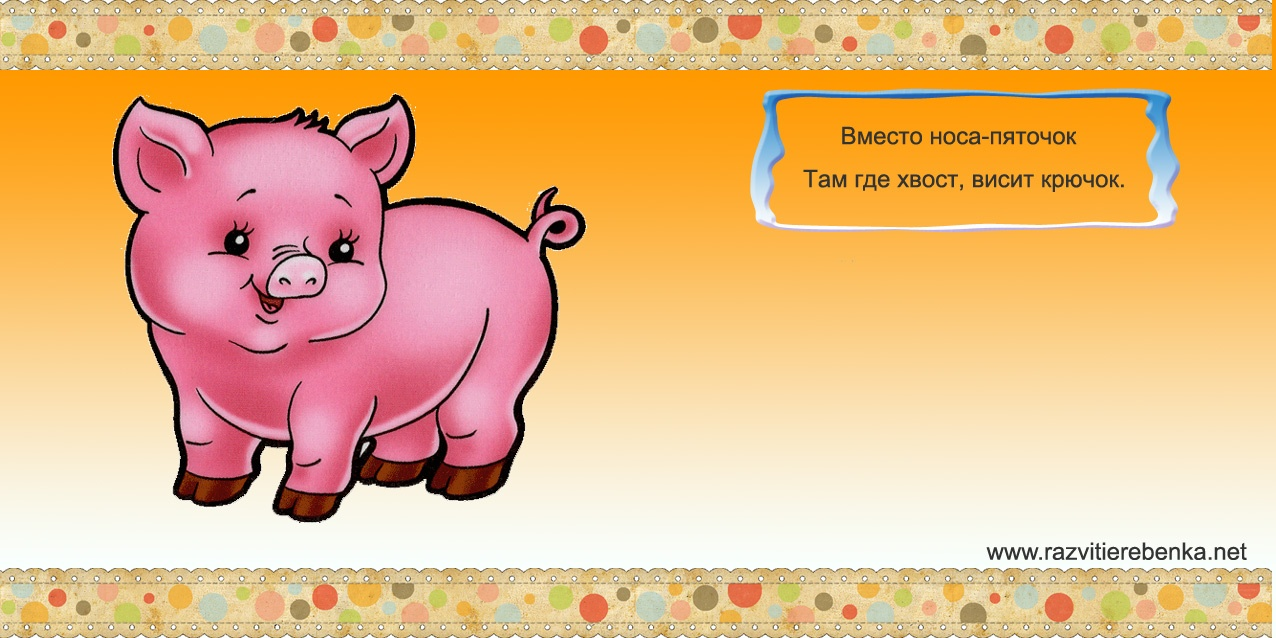 Вместо носа-пяточок
Там где хвост, висит крючок.
www.razvitierebenka.net